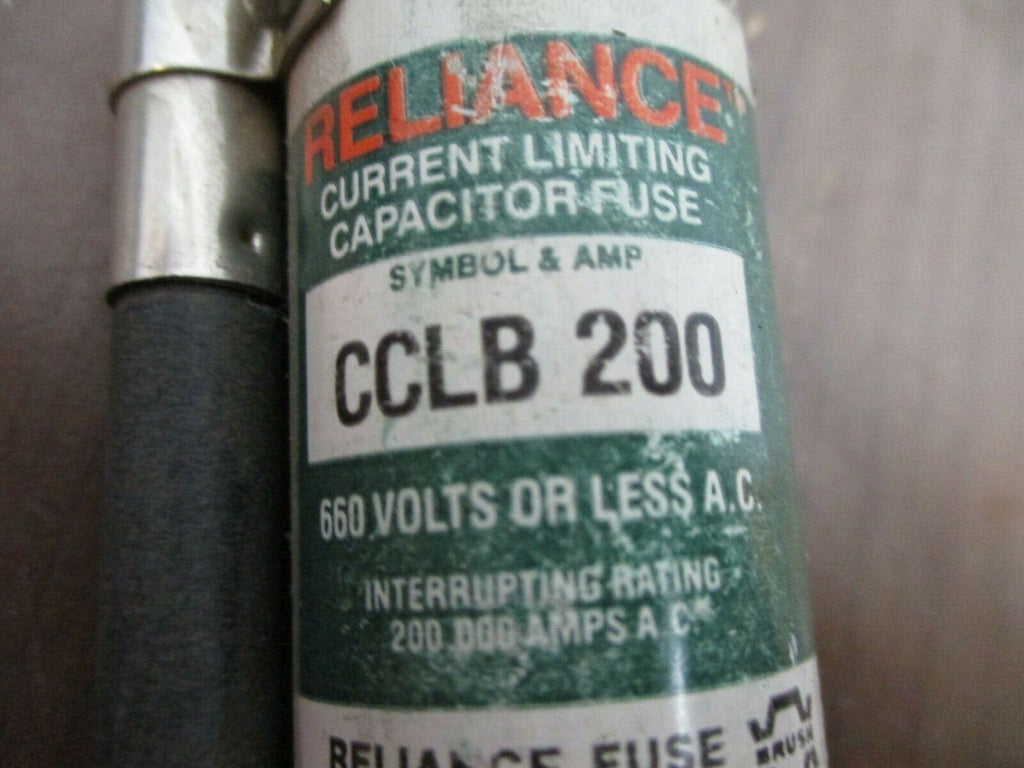 RELIANCE
CURRENT LIMITING
CAPACITOR FUSE
SYMBOL & AMP
CCLB 200
660 VOLTS OR LESS A.C.
INTERRUPTING RATING
200,000 AMPS A.C.
RELIANCE FUSE
BRUSH